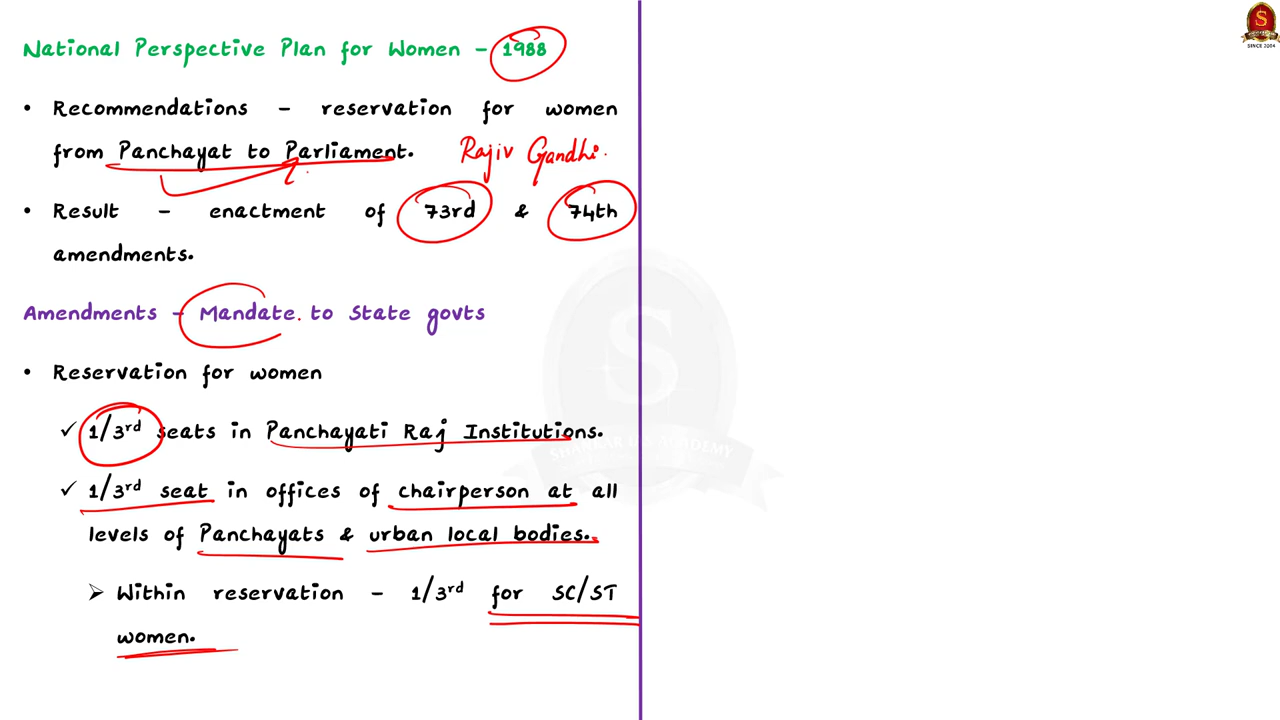 National Perspective Plan for Women - 1988
• Recommendations - reservation for women
from Panchayat to Parliament. Rajiv Gandhi.
• Result - enactment of 73rd & 74th
amendments.
Amendments - Mandate to State govts
• Reservation for women
✓ 1/3rd seats in Panchayati Raj Institutions.
✓ 1/3rd seat in offices of chairperson at all
levels of Panchayats & urban local bodies.
➢ Within reservation - 1/3rd for SC/ST
women.
S
SINCE 2004